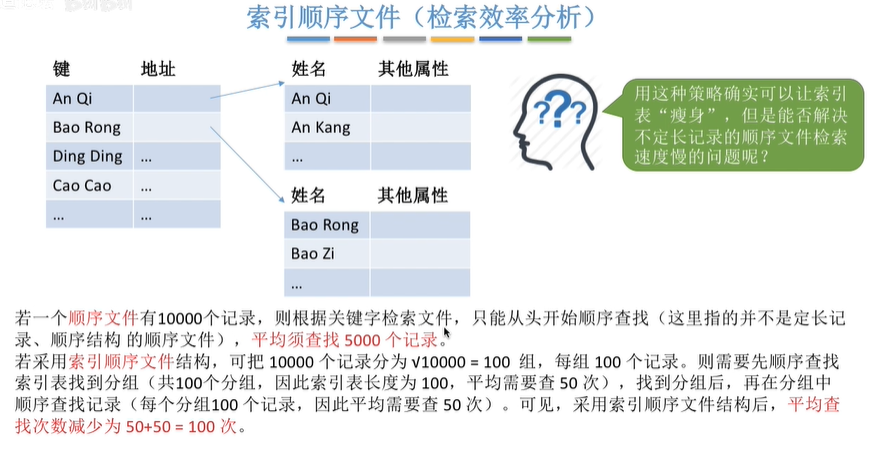 索引顺序文件（检索效率分析）
键 地址
An Qi
Bao Rong
Ding Ding ...
Cao Cao ...
... ...
姓名 其他属性
An Qi
An Kang
...
姓名 其他属性
Bao Rong
Bao Zi
...
???
用这种策略确实可以让索引
表“瘦身”，但是能否解决
不定长记录的顺序文件检索
速度慢的问题呢？
若一个顺序文件有10000个记录，则根据关键字检索文件，只能从头开始顺序查找（这里指的并不是定长记
录、顺序结构 的顺序文件），平均须查找 5000 个记录。
若采用索引顺序文件结构，可把 10000 个记录分为 √10000 = 100 组，每组 100 个记录。则需要先顺序查找
索引表找到分组（共100个分组，因此索引表长度为 100，平均需要查 50 次），找到分组后，再在分组中
顺序查找记录（每个分组100 个记录，因此平均需要查 50 次）。可见，采用索引顺序文件结构后，平均查
找次数减少为 50+50 = 100 次。